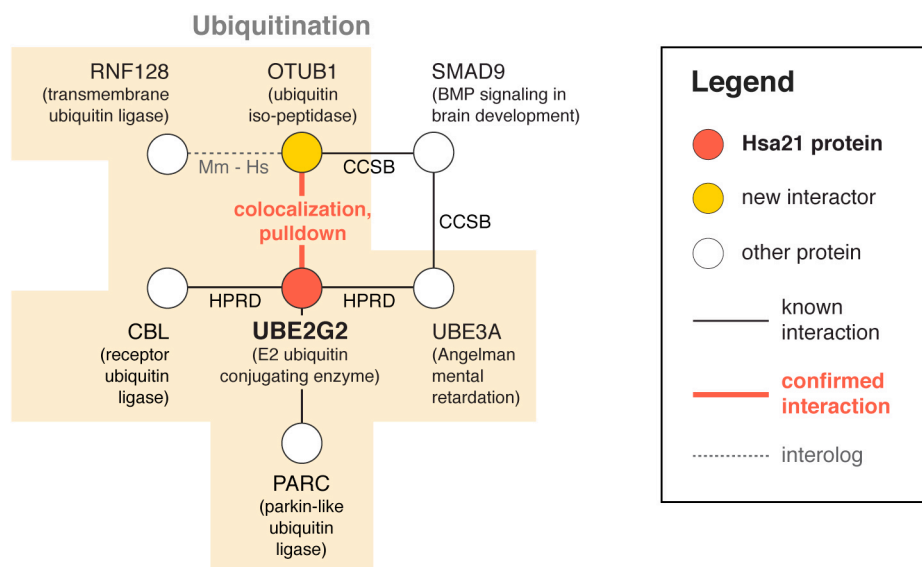 Ubiquitination
RNF128
(transmembrane
ubiquitin ligase)
OTUB1
(ubiquitin
iso-peptidase)
SMAD9
(BMP signaling in
brain development)
Mm - Hs
CCSB
colocalization,
pulldown
CCSB
HPRD
HPRD
CBL
(receptor
ubiquitin
ligase)
UBE2G2
(E2 ubiquitin
conjugating enzyme)
UBE3A
(Angelman
mental
retardation)
PARC
(parkin-like
ubiquitin
ligase)
Legend
Hsa21 protein
new interactor
other protein
known
interaction
confirmed
interaction
interolog